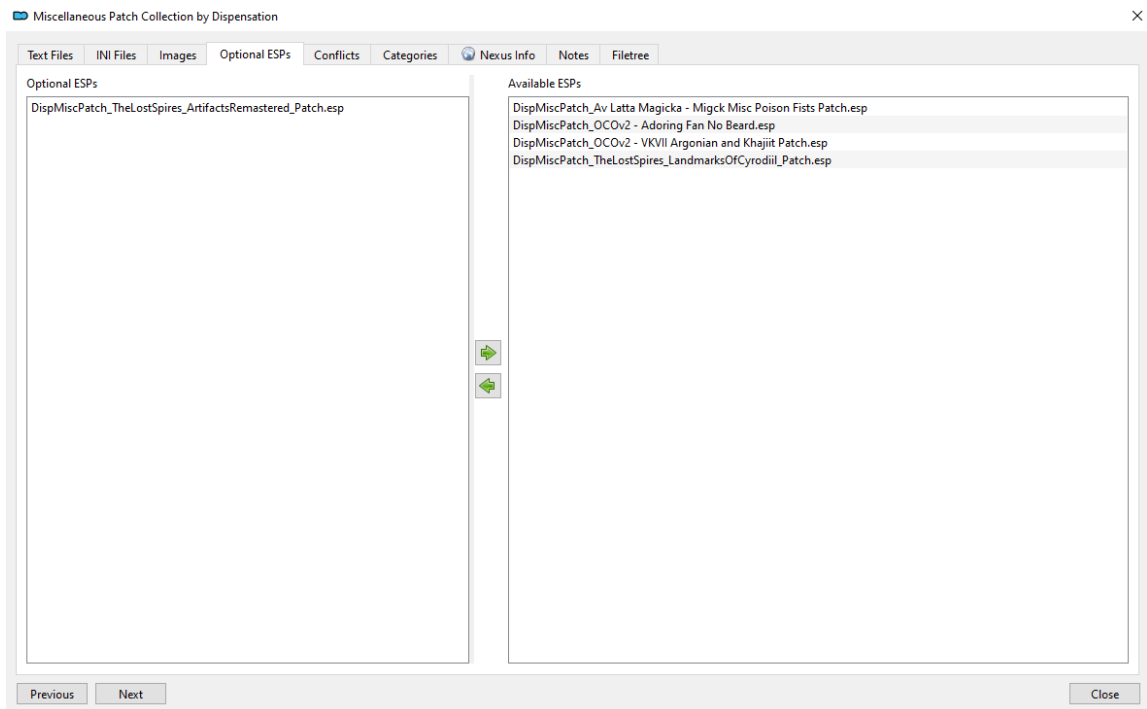 Miscellaneous Patch Collection by Dispensation
Text Files INI Files Images Optional ESPs Conflicts Categories Nexus Info Notes Filetree
Optional ESPs
DispMiscPatch_TheLostSpires_ArtifactsRemastered_Patch.esp
Available ESPs
DispMiscPatch_Av Latta Magicka - Migck Misc Poison Fists Patch.esp
DispMiscPatch_OCOv2 - Adoring Fan No Beard.esp
DispMiscPatch_OCOv2 - VKVII Argonian and Khajiit Patch.esp
DispMiscPatch_TheLostSpires_LandmarksOfCyrodiil_Patch.esp
Previous Next Close